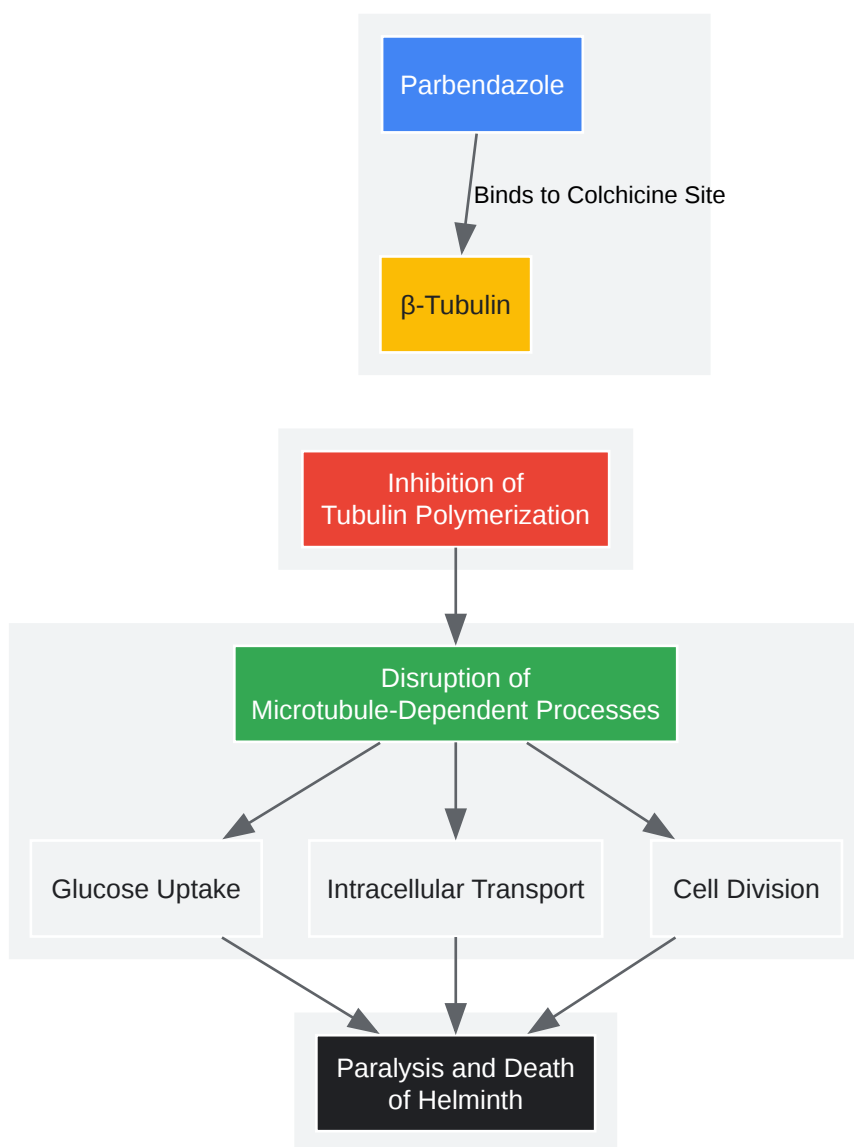 Parbendazole
Binds to Colchicine Site
β-Tubulin
Inhibition of
Tubulin Polymerization
Disruption of
Microtubule-Dependent Processes
Glucose Uptake
Intracellular Transport
Cell Division
Paralysis and Death
of Helminth